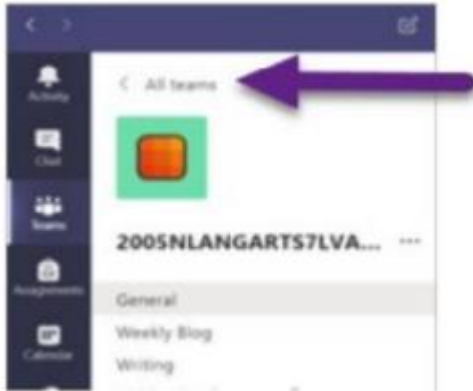 All teams
Activity
Chat
Teams
2005NLANGARTS7LVA... ...
Assignments
General
Weekly Blog
Calendar
Writing